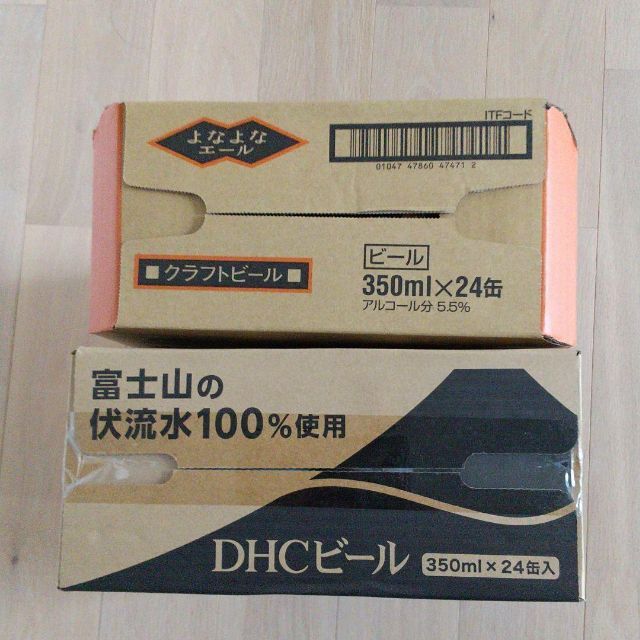 よなよな
エール
ITFコード
01047 47860 47471 2
ビール
クラフトビール
350ml×24缶
アルコール分 5.5%
富士山の
伏流水100%使用
DHCビール
350ml×24缶入